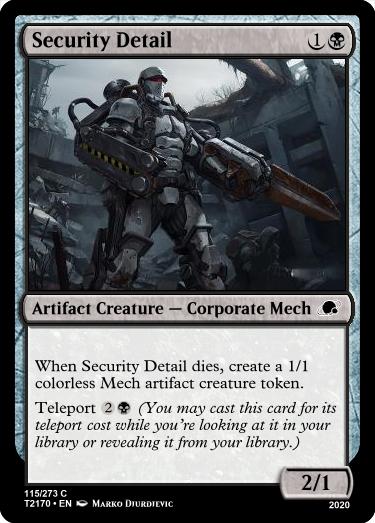 Security Detail 1
Artifact Creature — Corporate Mech
When Security Detail dies, create a 1/1
colorless Mech artifact creature token.
Teleport 2 (You may cast this card for its
teleport cost while you're looking at it in your
library or revealing it from your library.)
2/1
115/273 C
T2170 • EN Marko Djurdjevic
2020